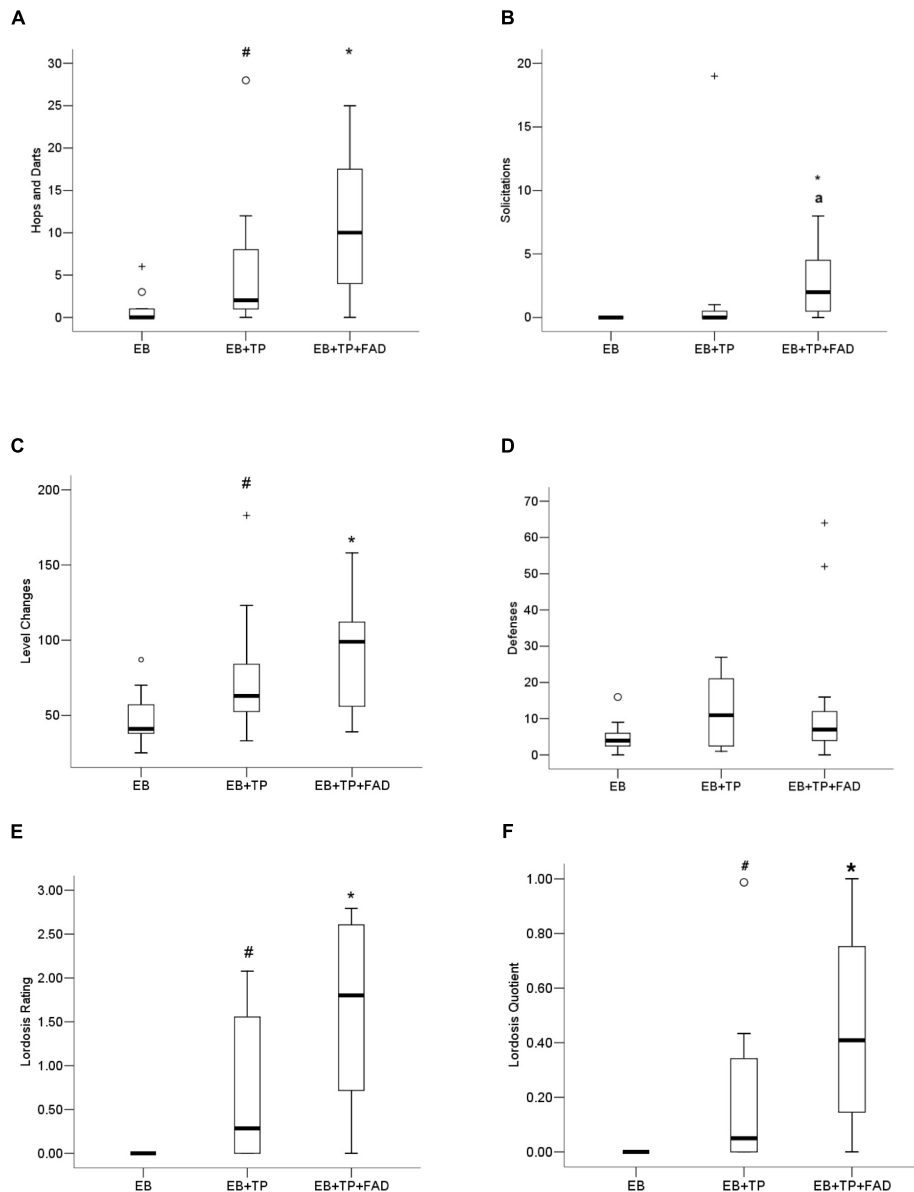 A
Hops and Darts
30
25
20
15
10
5
0
#
*
EB
EB+TP
EB+TP+FAD
B
Solicitations
20
15
10
5
0
*
a
EB
EB+TP
EB+TP+FAD
C
Level Changes
200
150
100
50
#
*
EB
EB+TP
EB+TP+FAD
D
Defenses
70
60
50
40
30
20
10
0
EB
EB+TP
EB+TP+FAD
E
Lordosis Rating
3.00
2.50
2.00
1.50
1.00
0.50
0.00
#
*
EB
EB+TP
EB+TP+FAD
F
Lordosis Quotient
1.00
0.80
0.60
0.40
0.20
0.00
#
*
EB
EB+TP
EB+TP+FAD